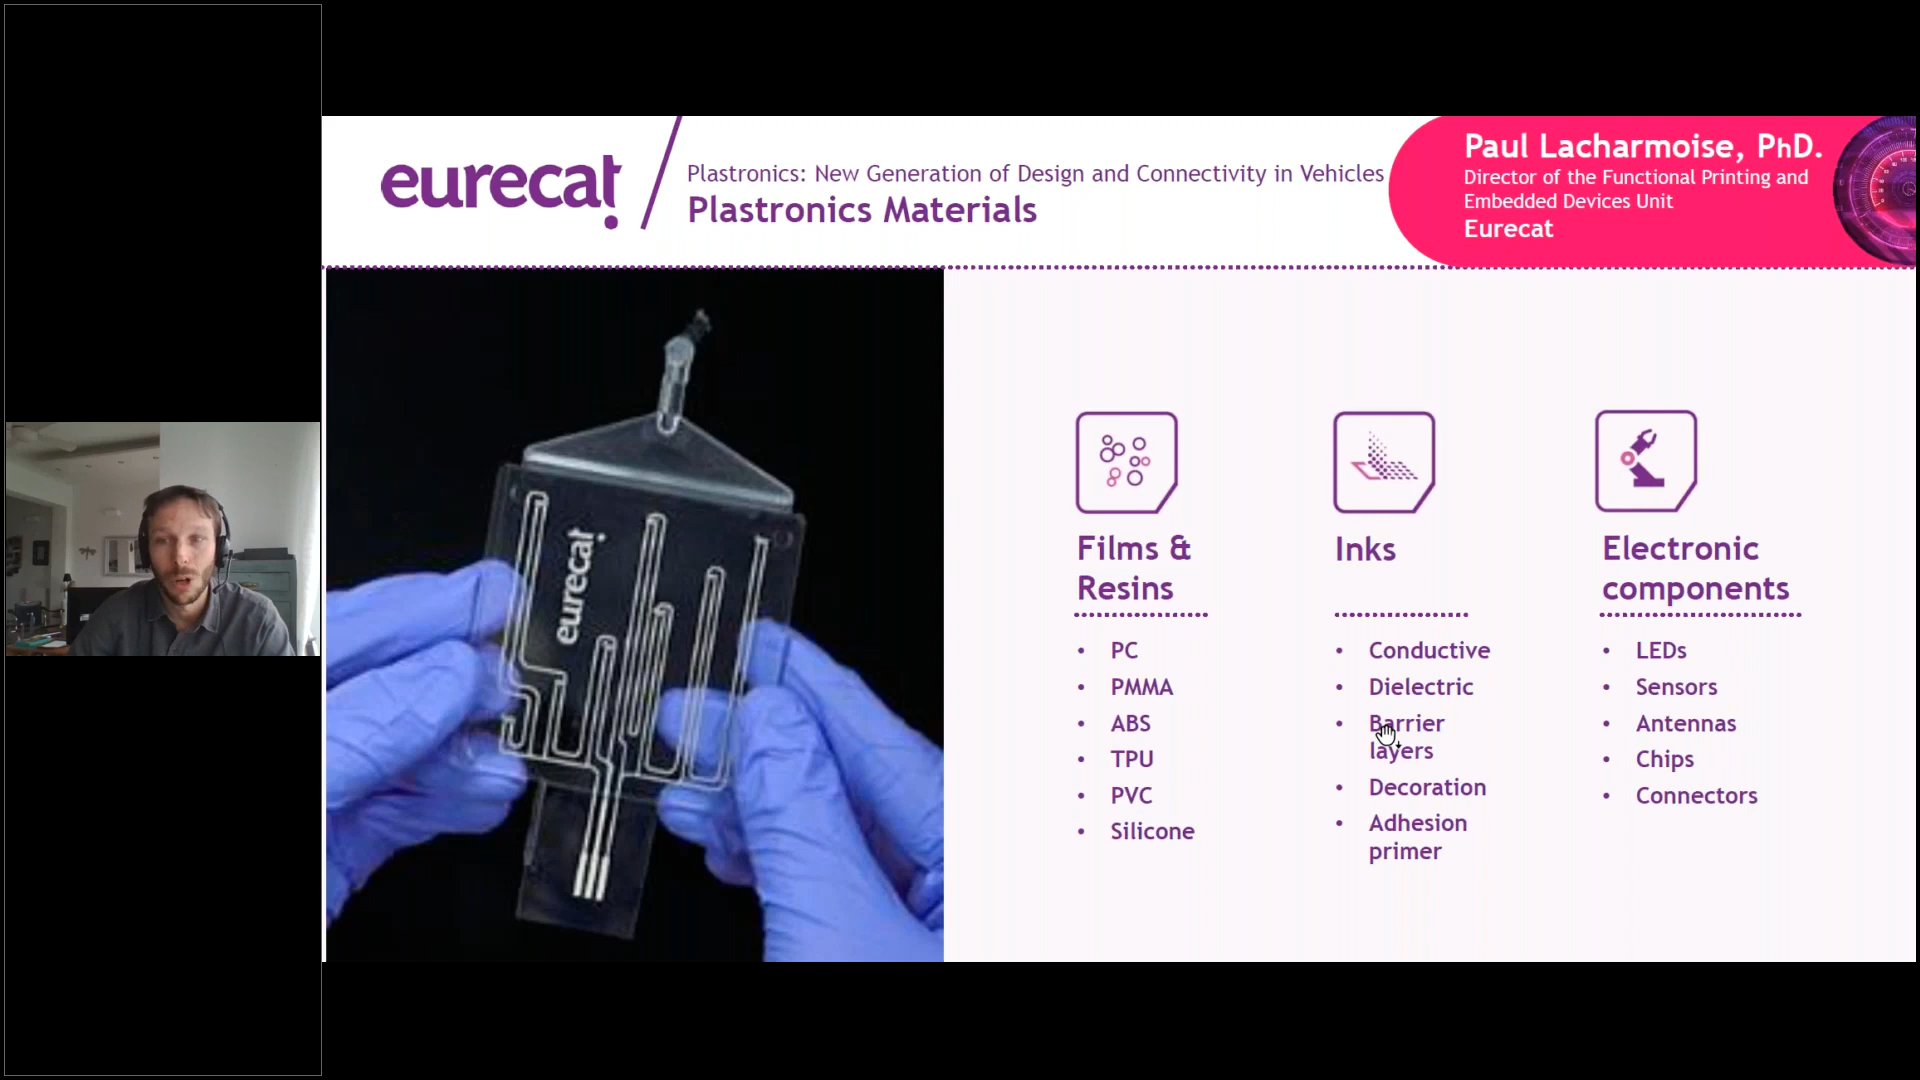 eurecat
Plastronics: New Generation of Design and Connectivity in Vehicles
Plastronics Materials
Paul Lacharmoise, PhD.
Director of the Functional Printing and
Embedded Devices Unit
Eurecat
eurecat
Films &
Resins
• PC
• PMMA
• ABS
• TPU
• PVC
• Silicone
Inks
• Conductive
• Dielectric
• Barrier
layers
• Decoration
• Adhesion
primer
Electronic
components
• LEDs
• Sensors
• Antennas
• Chips
• Connectors